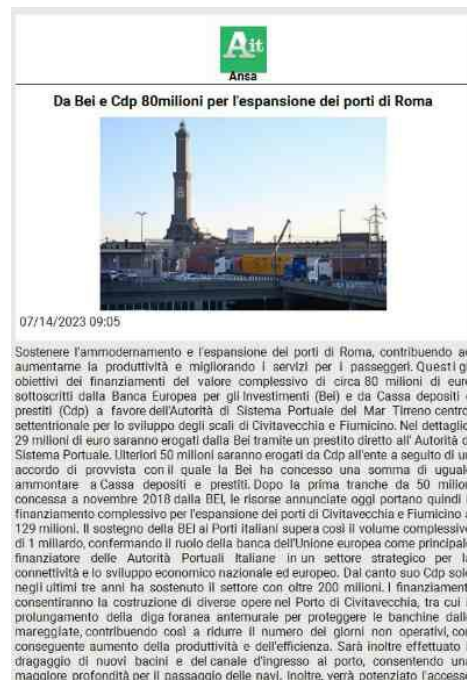 Ait
Ansa
Da Bei e Cdp 80milioni per l'espansione dei porti di Roma
07/14/2023 09:05
Sostenere l'ammodernamento e l'espansione dei porti di Roma, contribuendo ad
aumentarne la produttività e migliorando i servizi per i passeggeri. Questi gli
obiettivi dei finanziamenti del valore complessivo di circa 80 milioni di euro
sottoscritti dalla Banca Europea per gli Investimenti (Bei) e da Cassa depositi e
prestiti (Cdp) a favore dell'Autorità di Sistema Portuale del Mar Tirreno centro
settentrionale per lo sviluppo degli scali di Civitavecchia e Fiumicino. Nel dettaglio,
29 milioni di euro saranno erogati dalla Bei tramite un prestito diretto all' Autorità di
Sistema Portuale. Ulteriori 50 milioni saranno erogati da Cdp all'ente a seguito di un
accordo di provvista con il quale la Bei ha concesso una somma di uguale
ammontare a Cassa depositi e prestiti. Dopo la prima tranche da 50 milioni
concessa a novembre 2018 dalla BEI, le risorse annunciate oggi portano quindi il
finanziamento complessivo per l'espansione dei porti di Civitavecchia e Fiumicino a
129 milioni. Il sostegno della BEI ai Porti italiani supera così il volume complessivo
di 1 miliardo, confermando il ruolo della banca dell'Unione europea come principale
finanziatore delle Autorità Portuali Italiane in un settore strategico per la
connettività e lo sviluppo economico nazionale ed europeo. Dal canto suo Cdp solo
negli ultimi tre anni ha sostenuto il settore con oltre 200 milioni. I finanziamenti
consentiranno la costruzione di diverse opere nel Porto di Civitavecchia, tra cui il
prolungamento della diga foranea antemurale per proteggere le banchine dalle
mareggiate, contribuendo così a ridurre il numero dei giorni non operativi, con
conseguente aumento della produttività e dell'efficienza. Sarà inoltre effettuato il
dragaggio di nuovi bacini e del canale d'ingresso al porto, consentendo una
maggiore profondità per il passaggio delle navi. Inoltre, verrà potenziato l'accesso